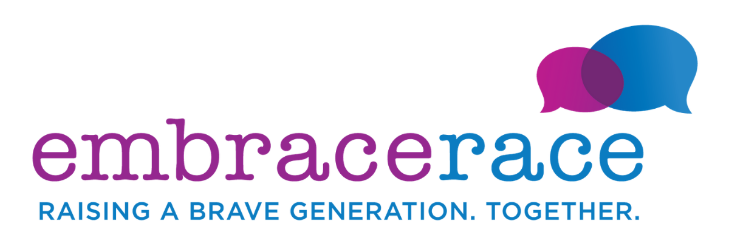 embracerace
RAISING A BRAVE GENERATION. TOGETHER.